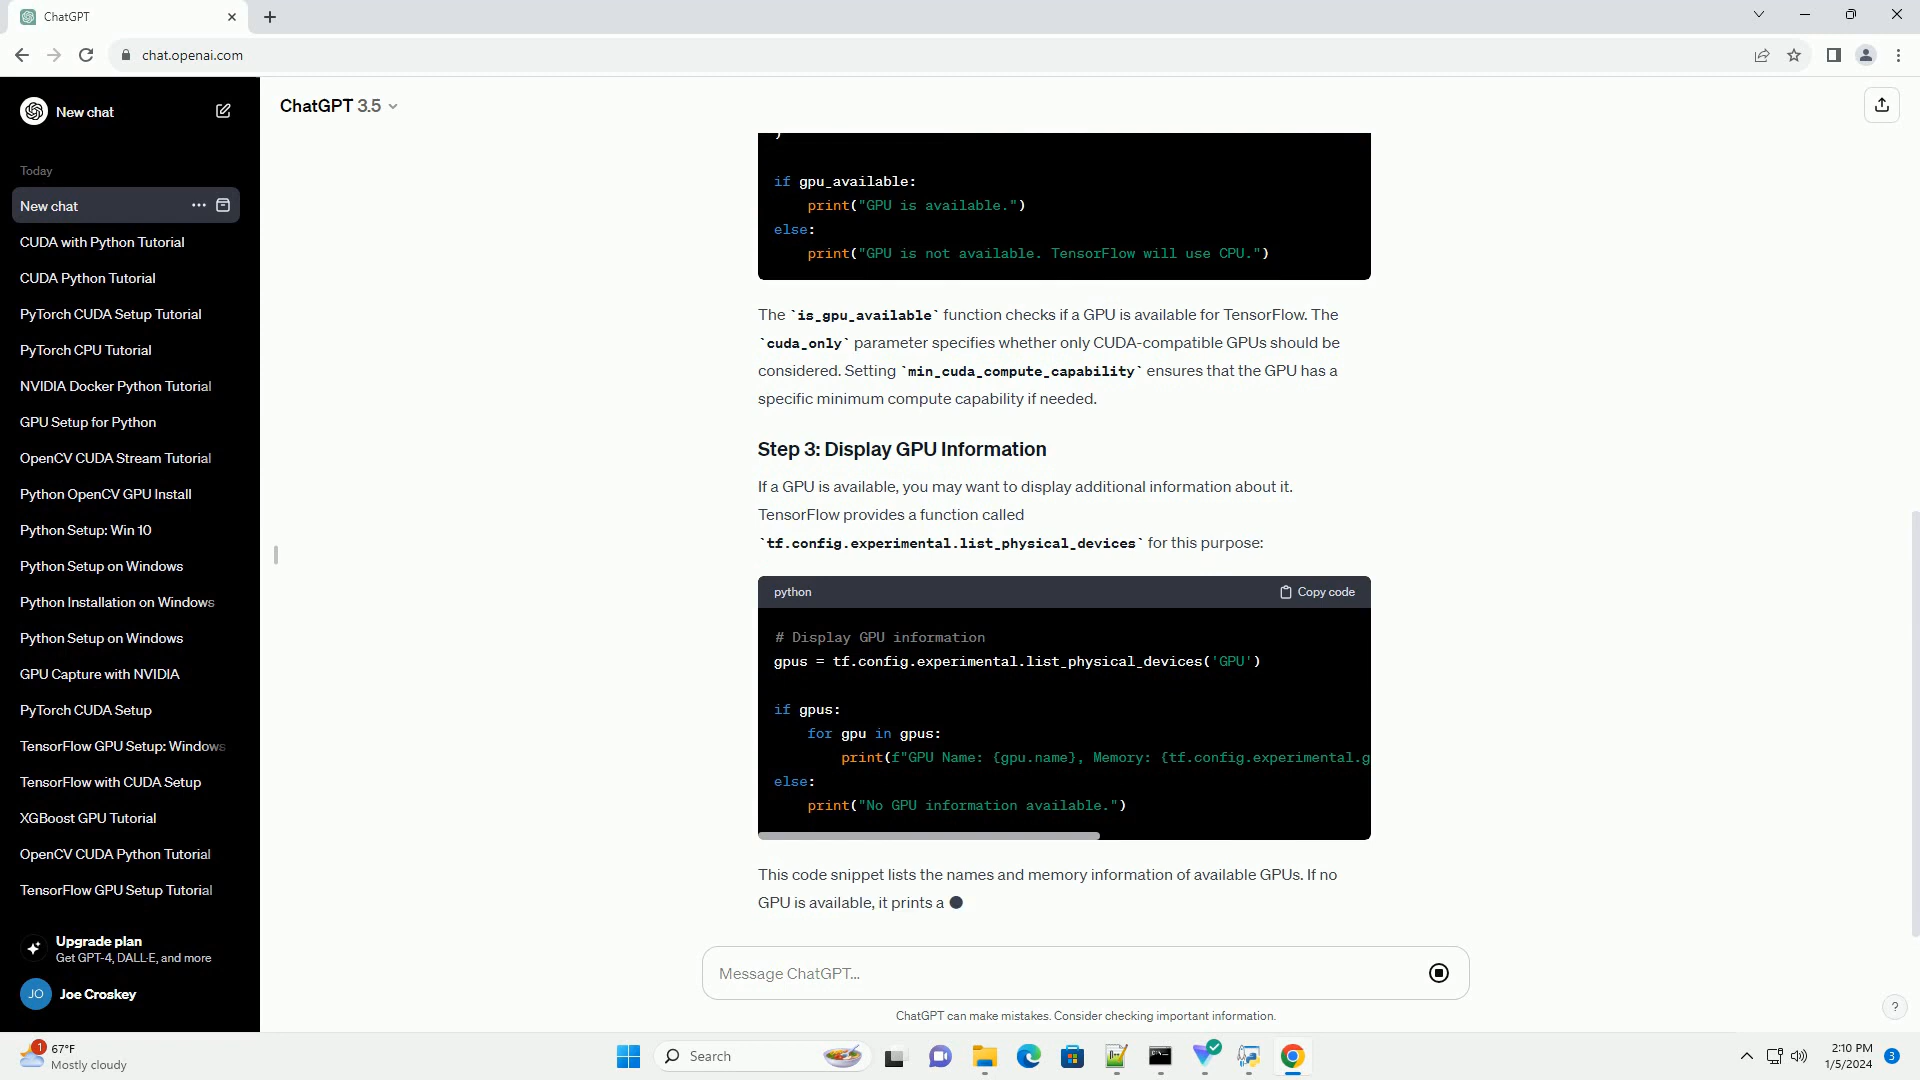 ChatGPT
chat.openai.com
New chat
Today
New chat
CUDA with Python Tutorial
CUDA Python Tutorial
PyTorch CUDA Setup Tutorial
PyTorch CPU Tutorial
NVIDIA Docker Python Tutorial
GPU Setup for Python
OpenCV CUDA Stream Tutorial
Python OpenCV GPU Install
Python Setup: Win 10
Python Setup on Windows
Python Installation on Windows
Python Setup on Windows
GPU Capture with NVIDIA
PyTorch CUDA Setup
TensorFlow GPU Setup: Windows
TensorFlow with CUDA Setup
XGBoost GPU Tutorial
OpenCV CUDA Python Tutorial
TensorFlow GPU Setup Tutorial
Upgrade plan
Get GPT-4, DALL·E, and more
JO Joe Croskey
ChatGPT 3.5
)
if gpu_available:
print("GPU is available.")
else:
print("GPU is not available. TensorFlow will use CPU.")
The `is_gpu_available` function checks if a GPU is available for TensorFlow. The
`cuda_only` parameter specifies whether only CUDA-compatible GPUs should be
considered. Setting `min_cuda_compute_capability` ensures that the GPU has a
specific minimum compute capability if needed.
Step 3: Display GPU Information
If a GPU is available, you may want to display additional information about it.
TensorFlow provides a function called
`tf.config.experimental.list_physical_devices` for this purpose:
python Copy code
# Display GPU information
gpus = tf.config.experimental.list_physical_devices('GPU')
if gpus:
for gpu in gpus:
print(f"GPU Name: {gpu.name}, Memory: {tf.config.experimental.g
else:
print("No GPU information available.")
This code snippet lists the names and memory information of available GPUs. If no
GPU is available, it prints a
Message ChatGPT...
ChatGPT can make mistakes. Consider checking important information.
?
1
67°F
Mostly cloudy
Search
2:10 PM
1/5/2024
3